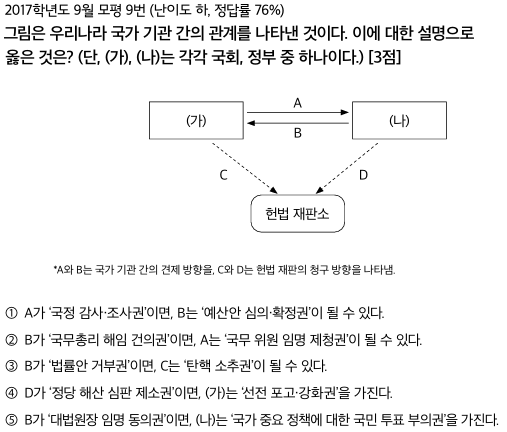 2017학년도 9월 모평 9번 (난이도 하, 정답률 76%)
그림은 우리나라 국가 기관 간의 관계를 나타낸 것이다. 이에 대한 설명으로
옳은 것은? (단, (가), (나)는 각각 국회, 정부 중 하나이다.) [3점]
A
(가)
(나)
B
C
D
헌법 재판소
*A와 B는 국가 기관 간의 견제 방향을, C와 D는 헌법 재판의 청구 방향을 나타냄.
① A가 ‘국정 감사·조사권’이면, B는 ‘예산안 심의·확정권’이 될 수 있다.
② B가 ‘국무총리 해임 건의권’이면, A는 ‘국무 위원 임명 제청권’이 될 수 있다.
③ B가 ‘법률안 거부권’이면, C는 ‘탄핵 소추권’이 될 수 있다.
④ D가 ‘정당 해산 심판 제소권’이면, (가)는 ‘선전 포고·강화권’을 가진다.
⑤ B가 ‘대법원장 임명 동의권’이면, (나)는 ‘국가 중요 정책에 대한 국민 투표 부의권’을 가진다.